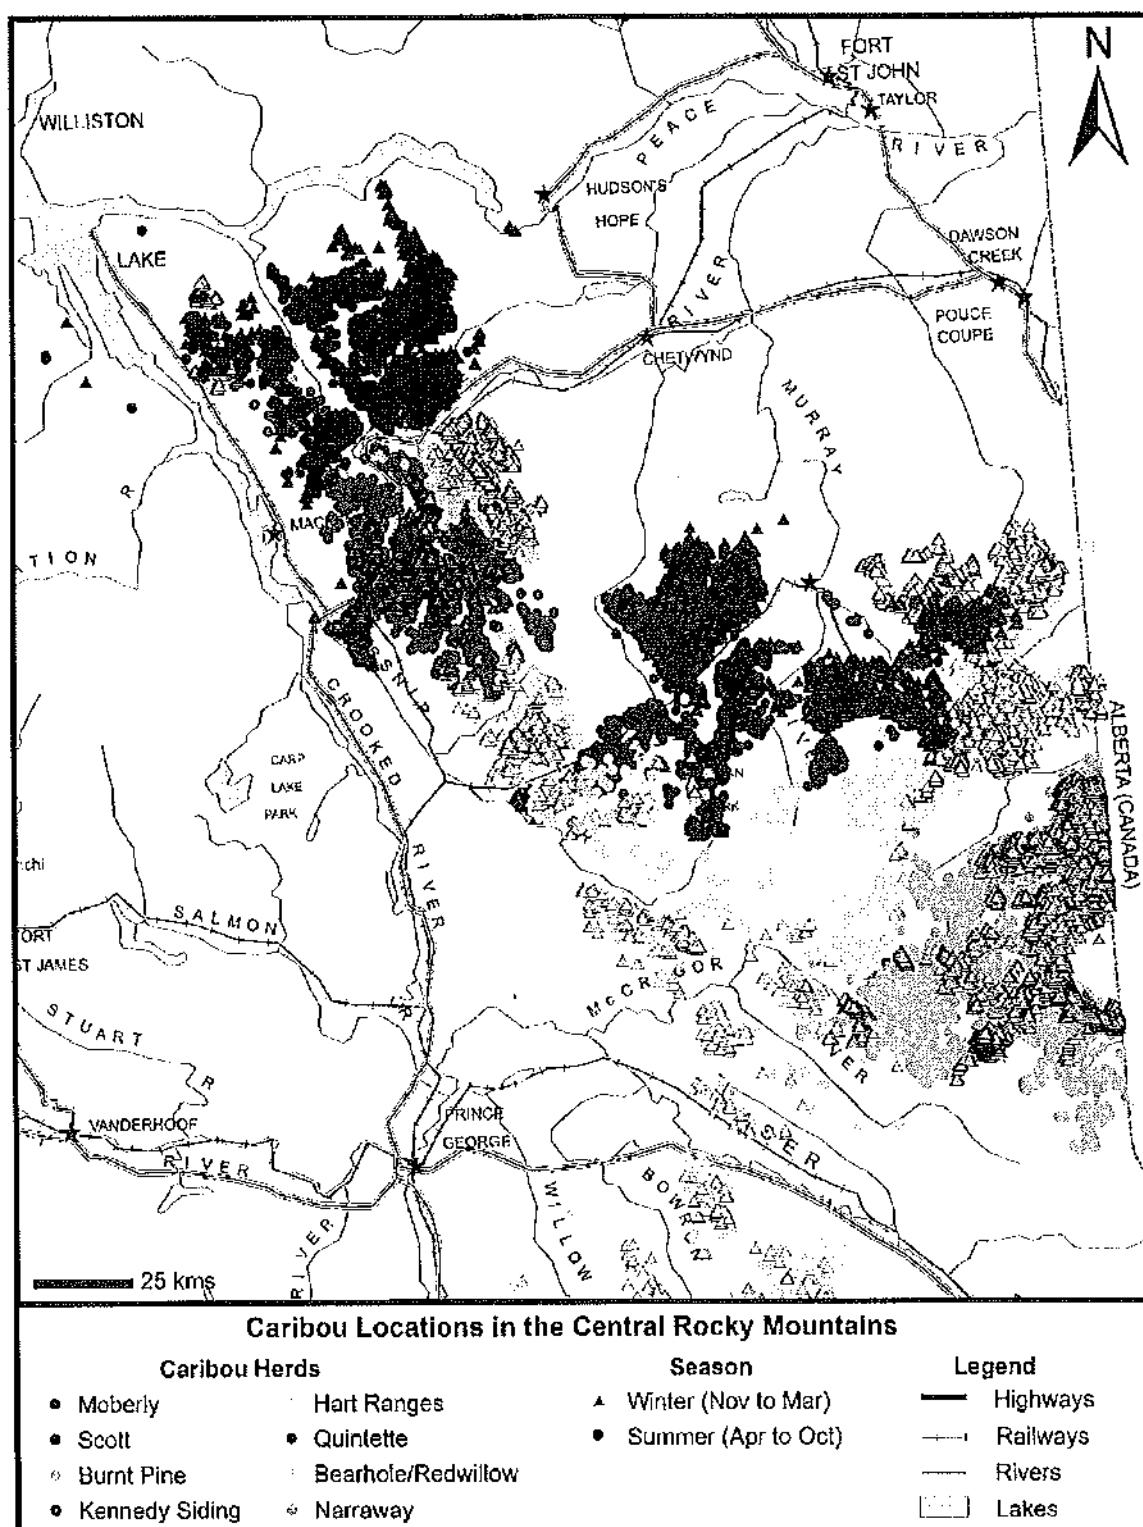 N
FORT
ST JOHN
TAYLOR
WILLISTON
PEACE
RIVER
HUDSON'S
HOPE
LAKE
DAWSON
CREEK
RIVER
POUCE
COUPE
CHETWYND
MURRAY
R
TION
CROOKED
ALBERTA (CANADA)
CARP
LAKE
PARK
RIVER
SALMON
ST JAMES
R
McGREGOR
STUART
R
VANDERHOOF
PRINCE
GEORGE
RIVER
WILLOW
BOWRON
RIVER
25 kms
Caribou Locations in the Central Rocky Mountains
Caribou Herds
Season
Legend
Moberly
Hart Ranges
Winter (Nov to Mar)
Highways
Scott
Quintette
Summer (Apr to Oct)
Railways
Burnt Pine
Bearhole/Redwillow
Rivers
Kennedy Siding
Narraway
Lakes